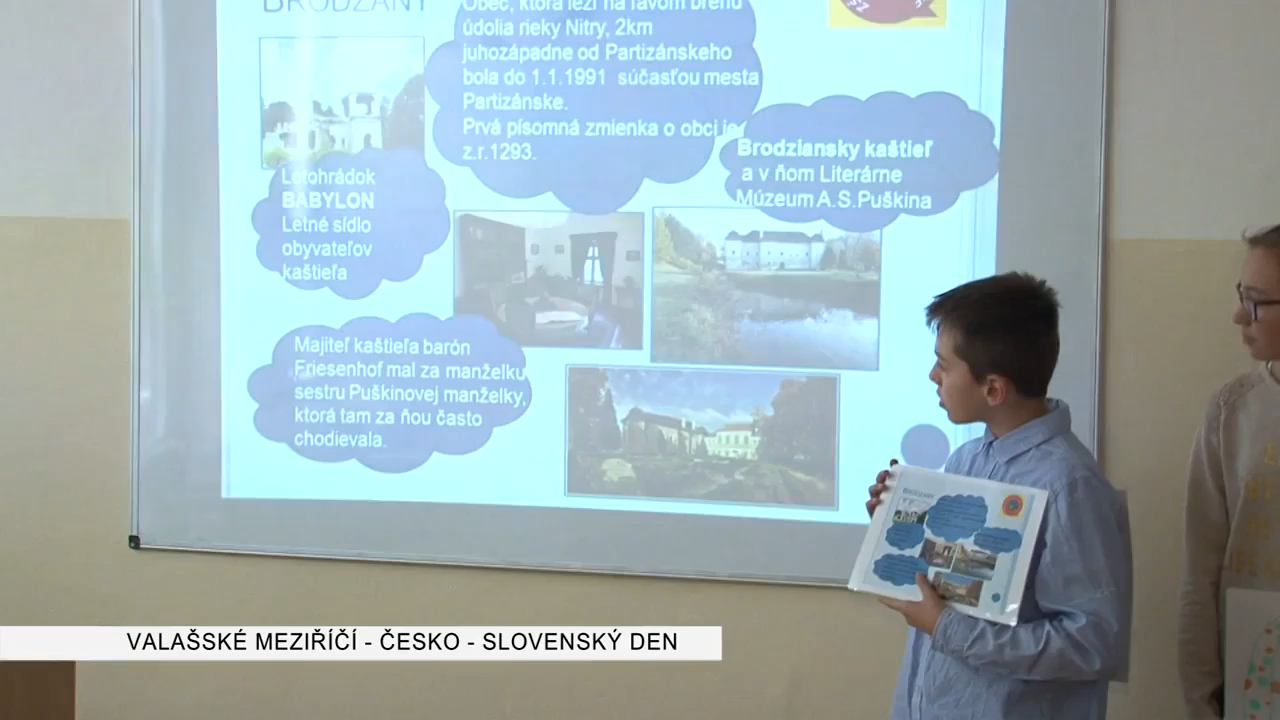 BRODZANY
Obec, ktorá leží na ľavom brehu
údolia rieky Nitry, 2km
juhozápadne od Partizánskeho
bola do 1.1.1991 súčasťou mesta
Partizánske.
Prvá písomná zmienka o obci je
z.r.1293.
Brodziansky kaštieľ
a v ňom Literárne
Múzeum A.S.Puškina
Letohrádok
BABYLON
Letné sídlo
obyvateľov
kaštieľa
Majiteľ kaštieľa barón
Friesenhof mal za manželku
sestru Puškinovej manželky,
ktorá tam za ňou často
chodievala.
BRODZANY
VALAŠSKÉ MEZIŘÍČÍ - ČESKO - SLOVENSKÝ DEN